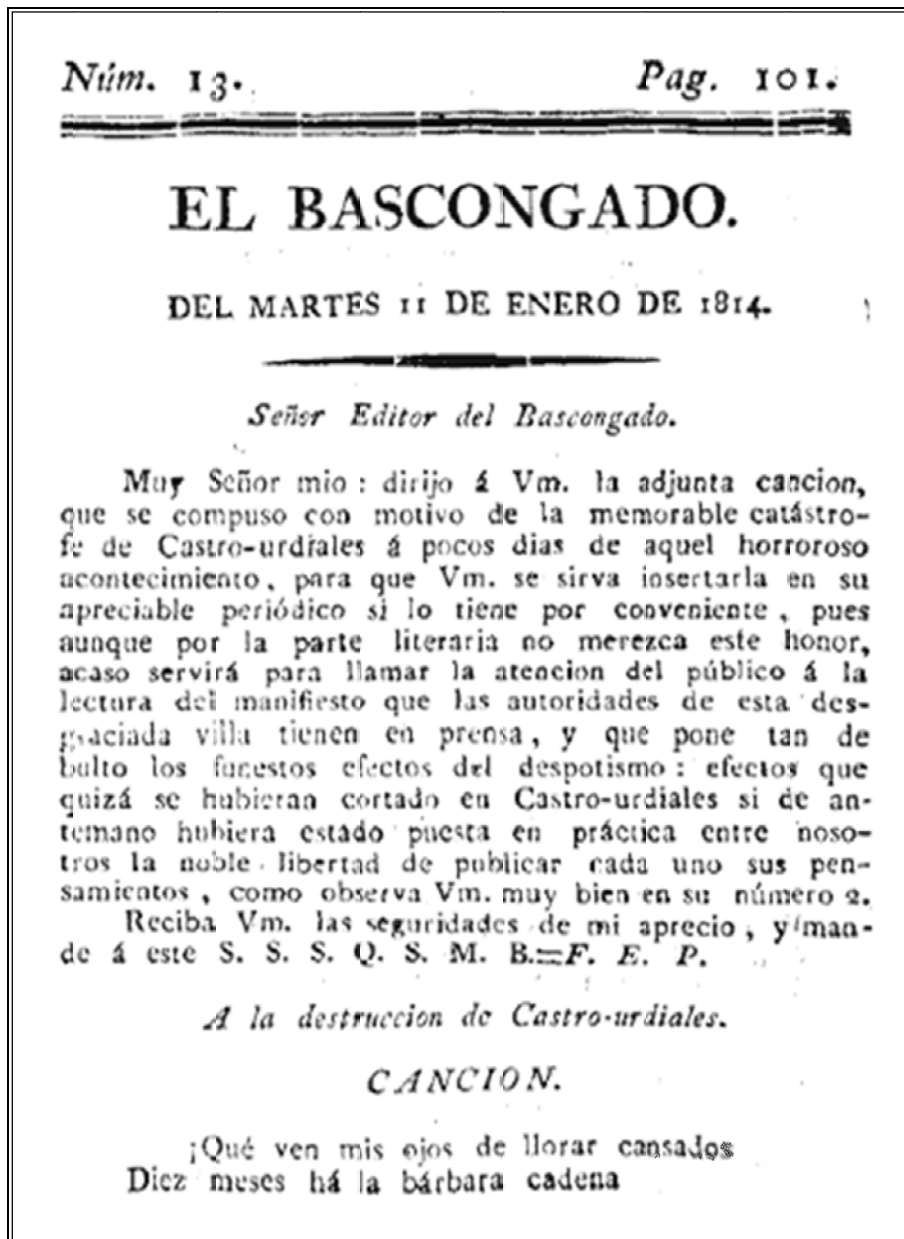 Núm. 13. Pag. 101.
EL BASCONGADO.
DEL MARTES 11 DE ENERO DE 1814.
Señor Editor del Bascongado.
Muy Señor mio : dirijo á Vm. la adjunta cancion,
que se compuso con motivo de la memorable catástro-
fe de Castro-urdiales á pocos dias de aquel horroroso
acontecimiento, para que Vm. se sirva insertarla en su
apreciable periódico si lo tiene por conveniente , pues
aunque por la parte literaria no merezca este honor,
acaso servirá para llamar la atencion del público á la
lectura del manifiesto que las autoridades de esta des-
graciada villa tienen en prensa, y que pone tan de
bulto los funestos efectos del despotismo : efectos que
quizá se hubieran cortado en Castro-urdiales si de an-
temano hubiera estado puesta en práctica entre noso-
tros la noble libertad de publicar cada uno sus pen-
samientos , como observa Vm. muy bien en su número 2.
Reciba Vm. las seguridades de mi aprecio , y man-
de á este S. S. S. Q. S. M. B.=F. E. P.
A la destruccion de Castro-urdiales.
CANCION.
¡Qué ven mis ojos de llorar cansados
Diez meses há la bárbara cadena